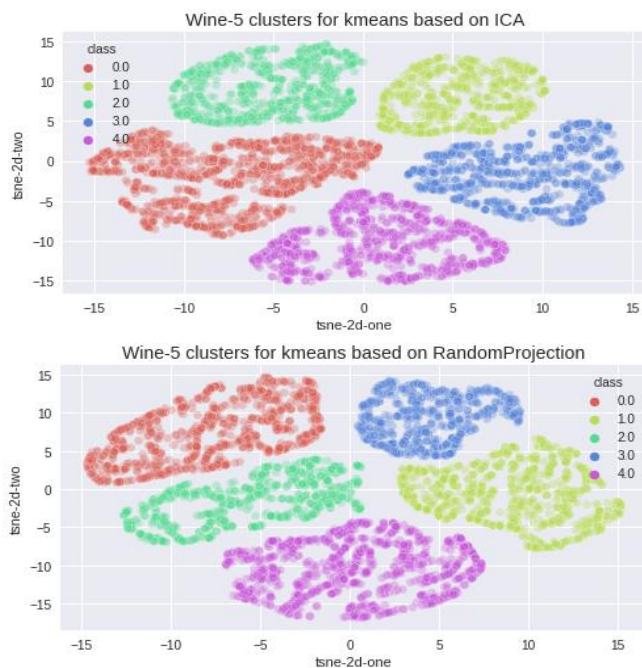 Wine-5 clusters for kmeans based on ICA
class
0.0
1.0
2.0
3.0
4.0
15
10
5
0
−5
−10
−15
tsne-2d-two
−15 −10 −5 0 5 10 15
tsne-2d-one
Wine-5 clusters for kmeans based on RandomProjection
class
0.0
1.0
2.0
3.0
4.0
15
10
5
0
−5
−10
−15
tsne-2d-two
−15 −10 −5 0 5 10 15
tsne-2d-one